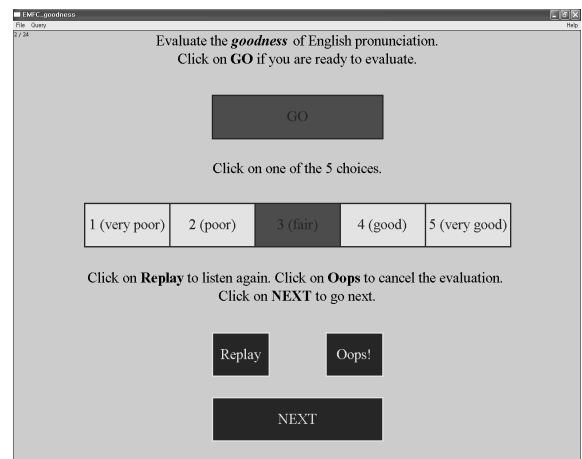 EMFC_goodness
File Query Help
2 / 34
Evaluate the goodness of English pronunciation.
Click on GO if you are ready to evaluate.
GO
Click on one of the 5 choices.
1 (very poor) 2 (poor) 3 (fair) 4 (good) 5 (very good)
Click on Replay to listen again. Click on Oops to cancel the evaluation.
Click on NEXT to go next.
Replay Oops!
NEXT